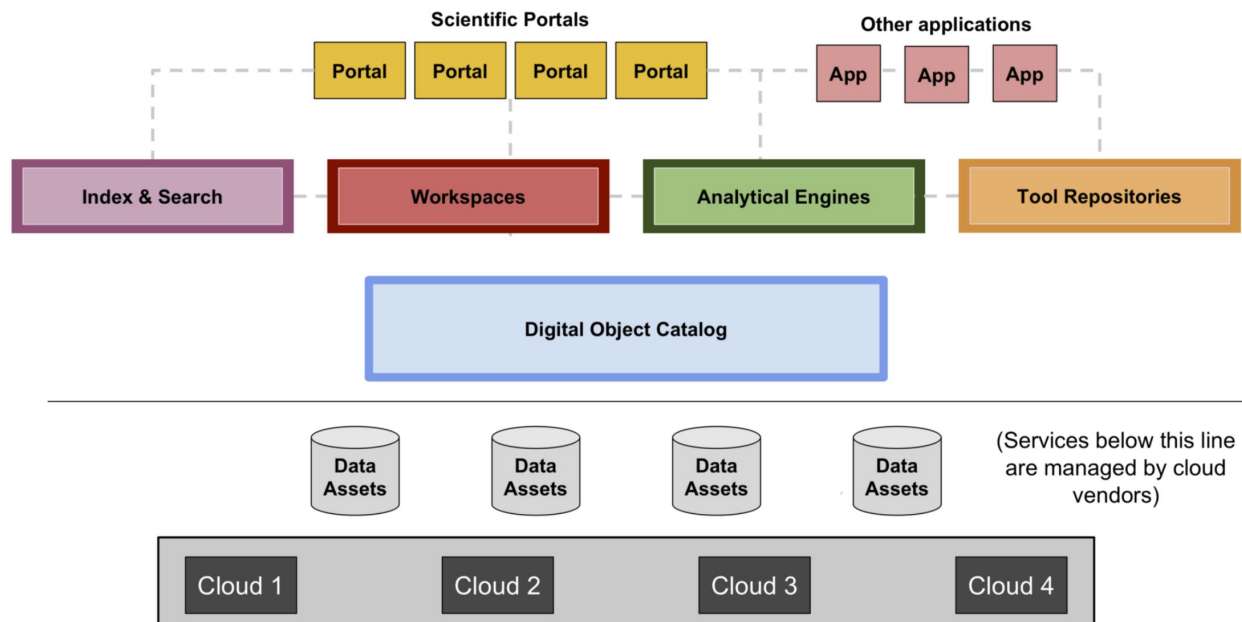 Scientific Portals
Other applications
Portal Portal Portal Portal
App App App
Index & Search
Workspaces
Analytical Engines
Tool Repositories
Digital Object Catalog
Data
Assets
Data
Assets
Data
Assets
Data
Assets
(Services below this line
are managed by cloud
vendors)
Cloud 1
Cloud 2
Cloud 3
Cloud 4